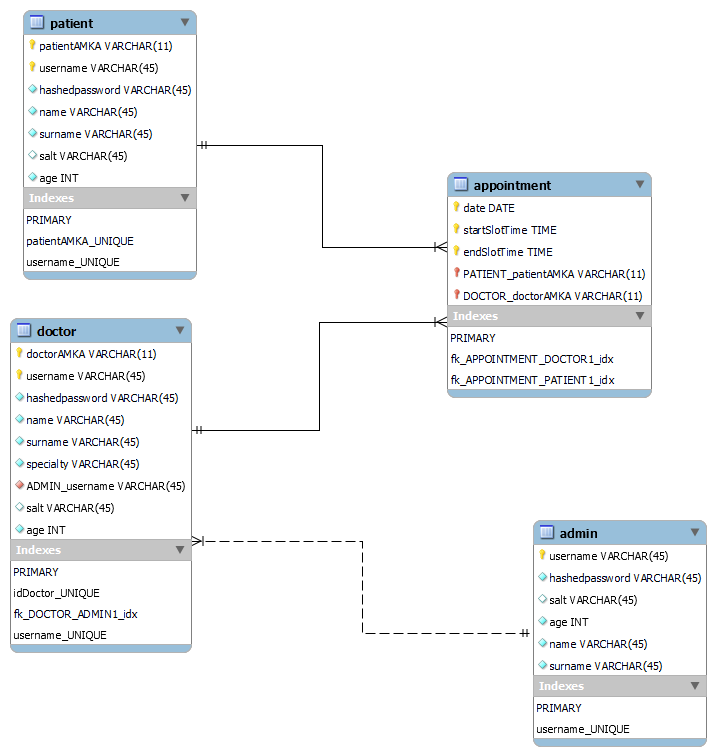 patient
patientAMKA VARCHAR(11)
username VARCHAR(45)
hashedpassword VARCHAR(45)
name VARCHAR(45)
surname VARCHAR(45)
salt VARCHAR(45)
age INT
Indexes
PRIMARY
patientAMKA_UNIQUE
username_UNIQUE
appointment
date DATE
startSlotTime TIME
endSlotTime TIME
PATIENT_patientAMKA VARCHAR(11)
DOCTOR_doctorAMKA VARCHAR(11)
Indexes
PRIMARY
fk_APPOINTMENT_DOCTOR1_idx
fk_APPOINTMENT_PATIENT1_idx
doctor
doctorAMKA VARCHAR(11)
username VARCHAR(45)
hashedpassword VARCHAR(45)
name VARCHAR(45)
surname VARCHAR(45)
specialty VARCHAR(45)
ADMIN_username VARCHAR(45)
salt VARCHAR(45)
age INT
Indexes
PRIMARY
idDoctor_UNIQUE
fk_DOCTOR_ADMIN1_idx
username_UNIQUE
admin
username VARCHAR(45)
hashedpassword VARCHAR(45)
salt VARCHAR(45)
age INT
name VARCHAR(45)
surname VARCHAR(45)
Indexes
PRIMARY
username_UNIQUE